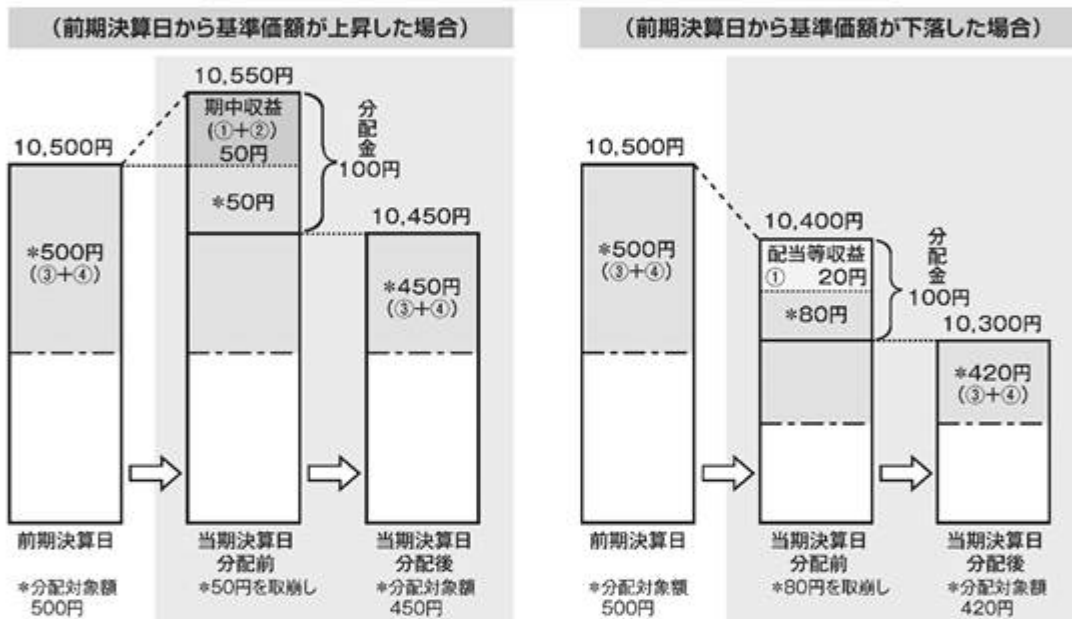 (前期決算日から基準価額が上昇した場合)
10,500円
*500円
(③+④)
10,550円
期中収益
(①+②)
50円
*50円
分配金
100円
10,450円
*450円
(③+④)
前期決算日
*分配対象額
500円
当期決算日
分配前
*50円を取崩し
当期決算日
分配後
*分配対象額
450円
(前期決算日から基準価額が下落した場合)
10,500円
*500円
(③+④)
10,400円
配当等収益
① 20円
*80円
分配金
100円
10,300円
*420円
(③+④)
前期決算日
*分配対象額
500円
当期決算日
分配前
*80円を取崩し
当期決算日
分配後
*分配対象額
420円